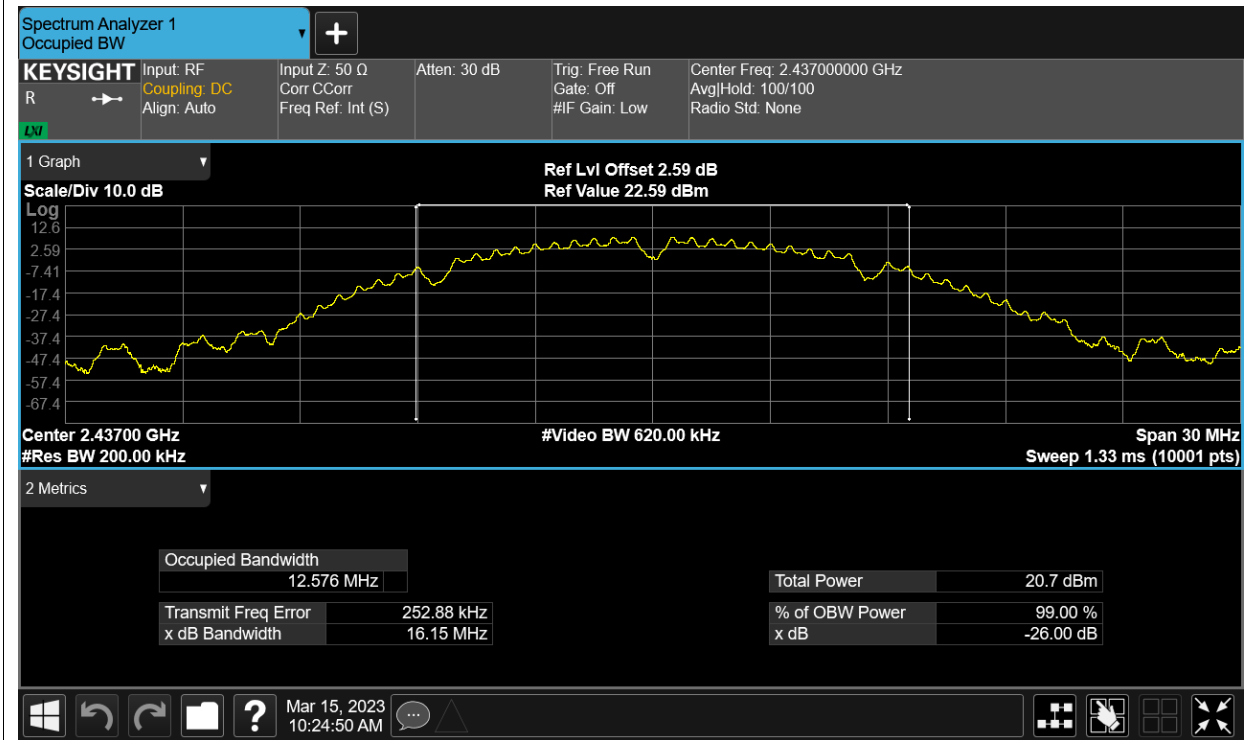 Spectrum Analyzer 1
Occupied BW
KEYSIGHT
R
LXI
Input: RF
Coupling: DC
Align: Auto
Input Z: 50 Ω
Corr CCorr
Freq Ref: Int (S)
Atten: 30 dB
Trig: Free Run
Gate: Off
#IF Gain: Low
Center Freq: 2.437000000 GHz
Avg|Hold: 100/100
Radio Std: None
1 Graph
Scale/Div 10.0 dB
Ref Lvl Offset 2.59 dB
Ref Value 22.59 dBm
Log
12.6
2.59
-7.41
-17.4
-27.4
-37.4
-47.4
-57.4
-67.4
Center 2.43700 GHz
#Res BW 200.00 kHz
#Video BW 620.00 kHz
Span 30 MHz
Sweep 1.33 ms (10001 pts)
2 Metrics
Occupied Bandwidth
12.576 MHz
Transmit Freq Error 252.88 kHz
x dB Bandwidth 16.15 MHz
Total Power 20.7 dBm
% of OBW Power 99.00 %
x dB -26.00 dB
?
Mar 15, 2023
10:24:50 AM